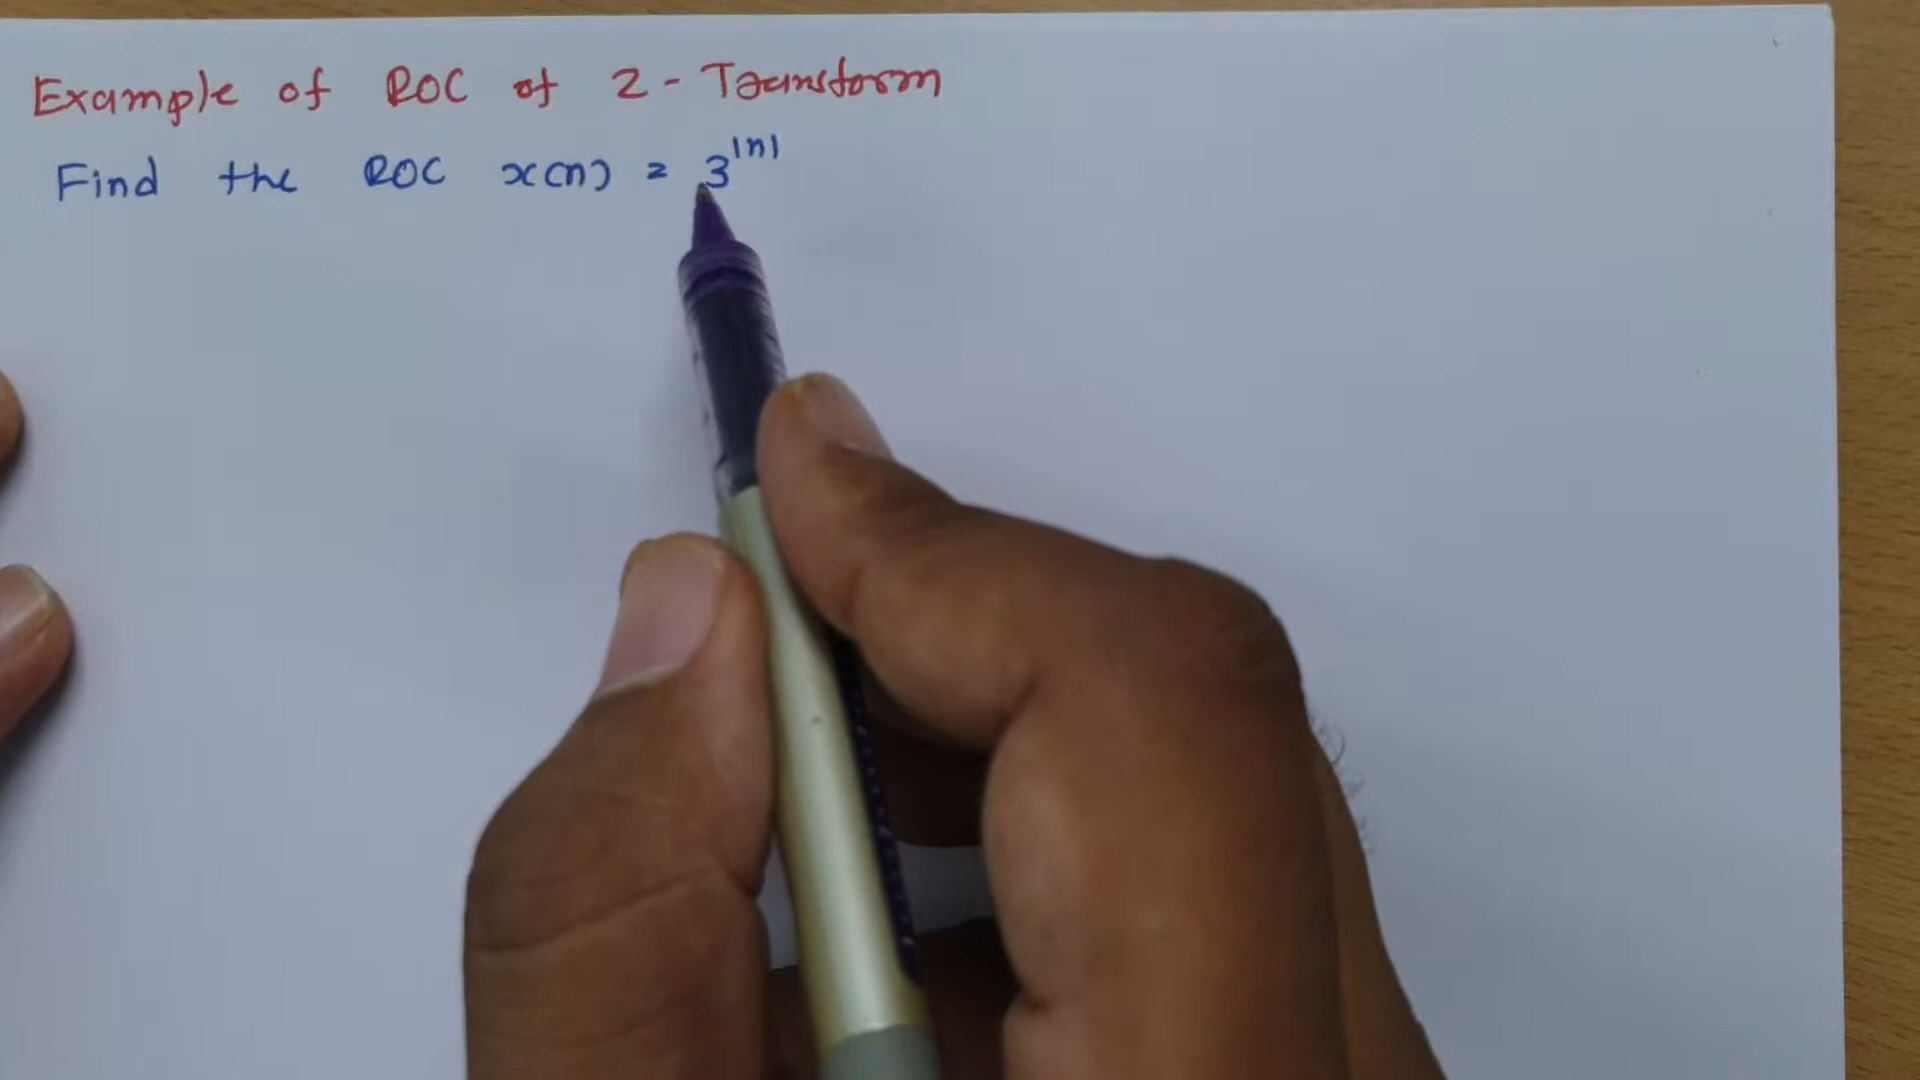 Example of ROC of Z - Transform
Find the ROC x(n) = 3^|n|